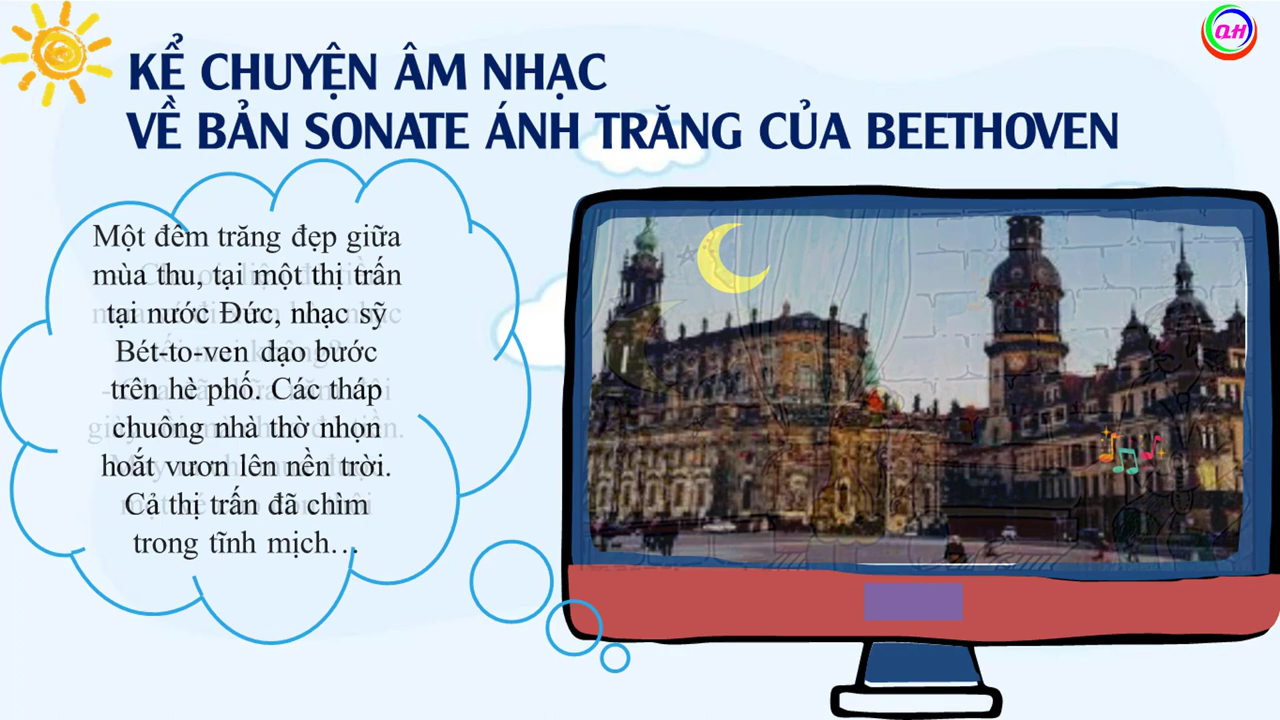 QH
KỂ CHUYỆN ÂM NHẠC
VỀ BẢN SONATE ÁNH TRĂNG CỦA BEETHOVEN
Một đêm trăng đẹp giữa
mùa thu, tại một thị trấn
tại nước Đức, nhạc sỹ
Bét-to-ven dạo bước
trên hè phố. Các tháp
chuông nhà thờ nhọn
hoắt vươn lên nền trời.
Cả thị trấn đã chìm
trong tĩnh mịch…